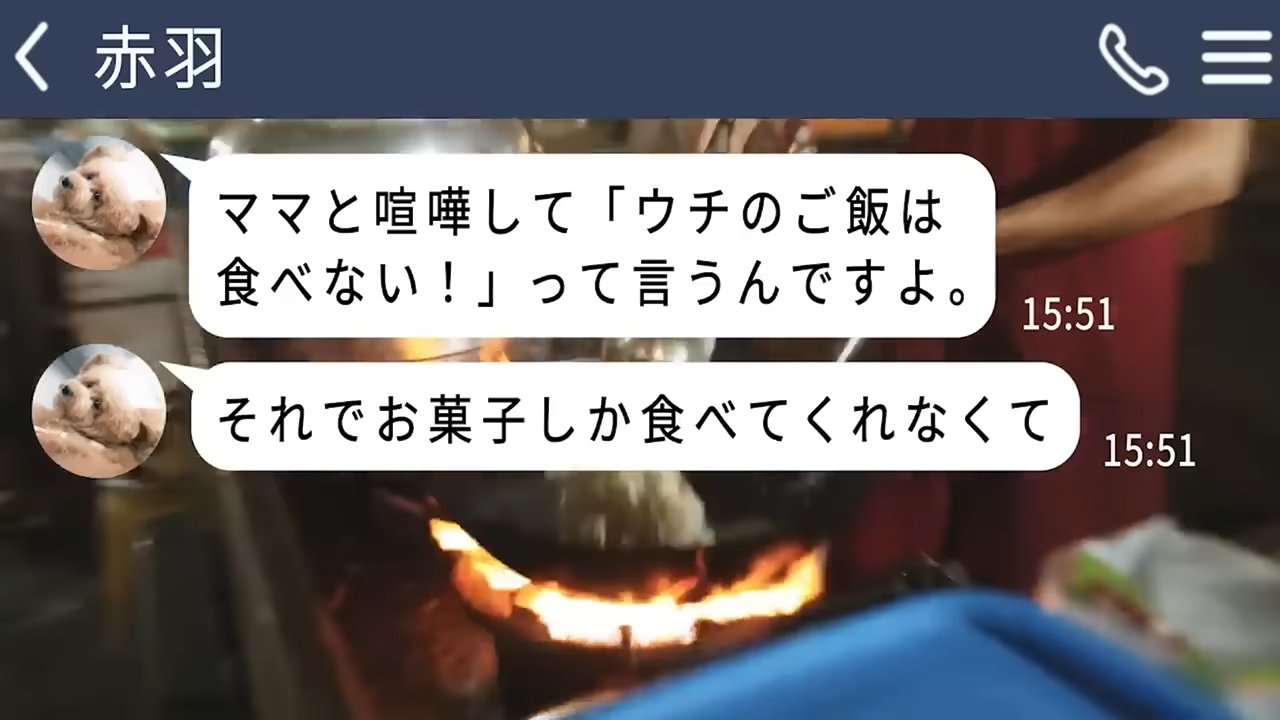 赤羽
ママと喧嘩して「ウチのご飯は
食べない！」って言うんですよ。
15:51
それでお菓子しか食べてくれなくて
15:51